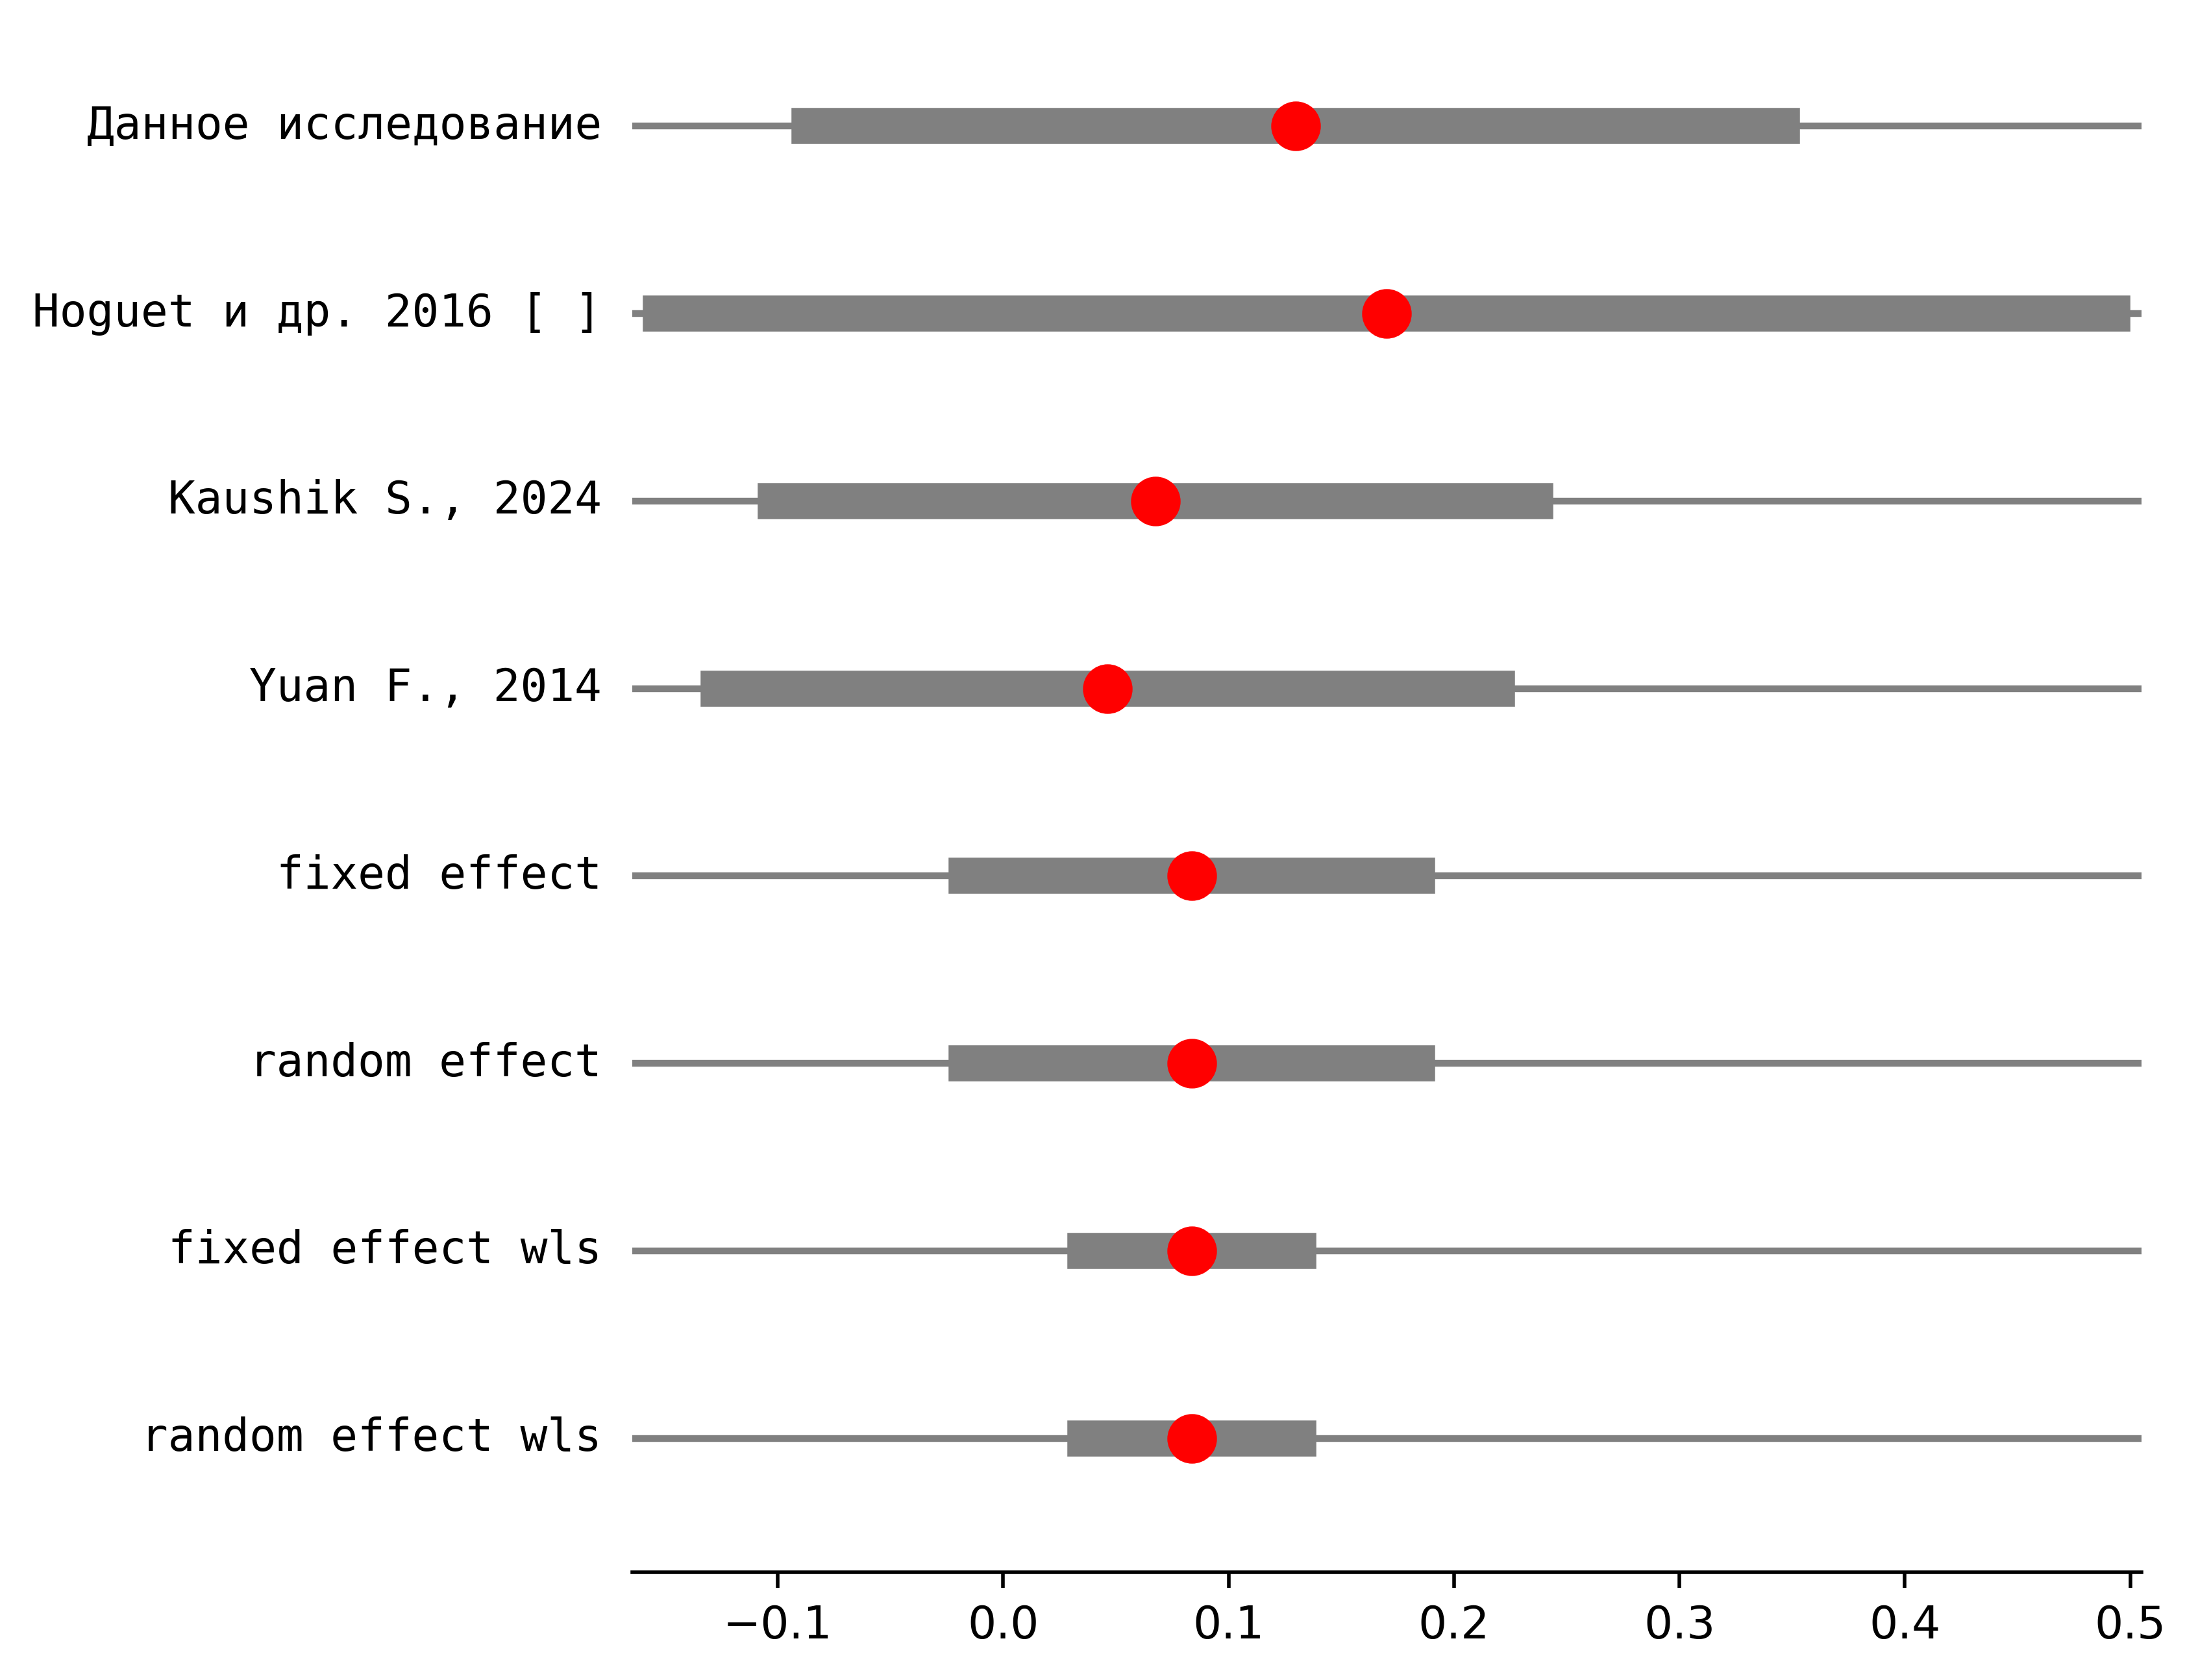 Данное исследование
Hoguet и др. 2016 [ ]
Kaushik S., 2024
Yuan F., 2014
fixed effect
random effect
fixed effect wls
random effect wls
−0.1 0.0 0.1 0.2 0.3 0.4 0.5